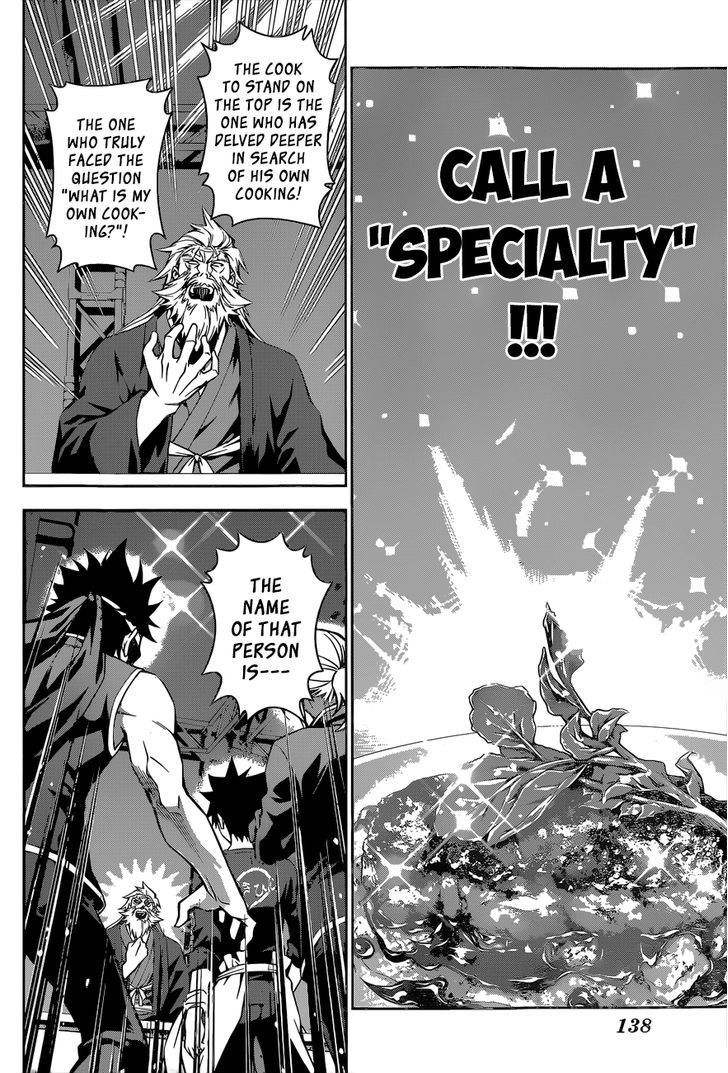 CALL A
"SPECIALTY"
!!!
THE COOK
TO STAND ON
THE TOP IS THE
ONE WHO HAS
DELVED DEEPER
IN SEARCH
OF HIS OWN
COOKING!
THE ONE
WHO TRULY
FACED THE
QUESTION
"WHAT IS MY
OWN COOK-
ING?"!
THE
NAME
OF THAT
PERSON
IS---
138